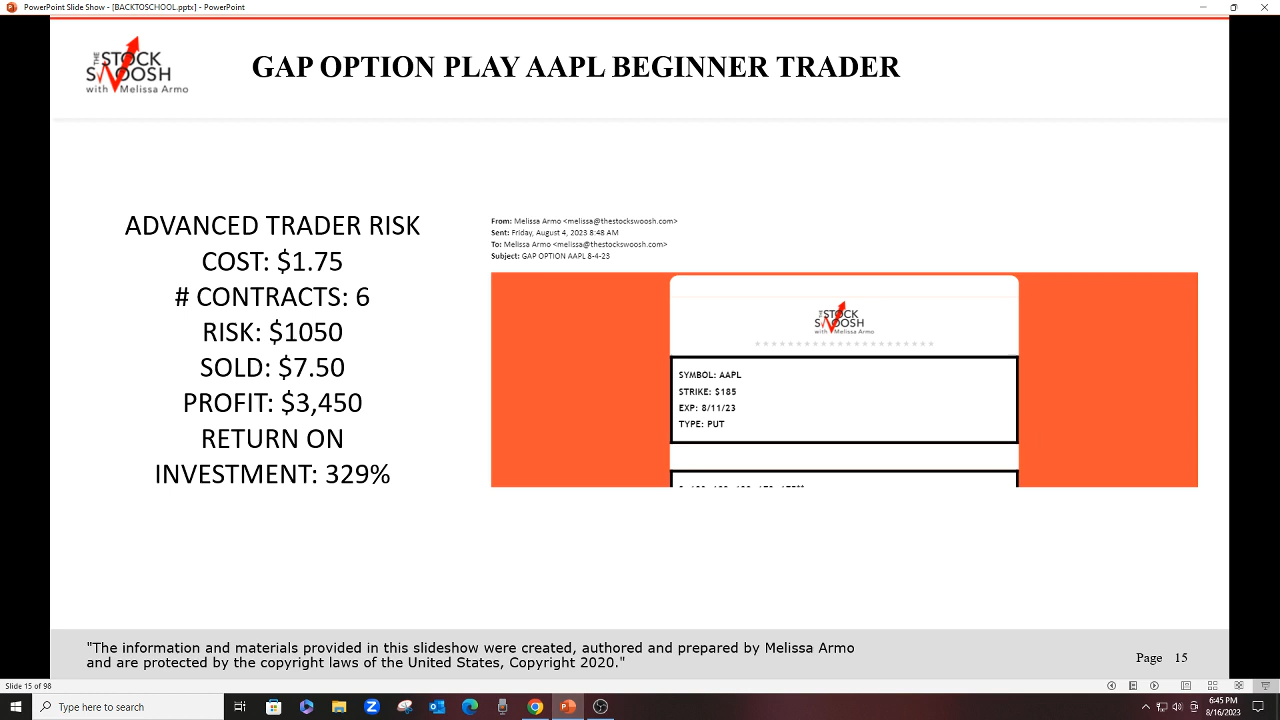 PowerPoint Slide Show - [BACKTOSCHOOL.pptx] - PowerPoint
THE
STOCK
SWOOSH
with Melissa Armo
GAP OPTION PLAY AAPL BEGINNER TRADER
ADVANCED TRADER RISK
COST: $1.75
# CONTRACTS: 6
RISK: $1050
SOLD: $7.50
PROFIT: $3,450
RETURN ON
INVESTMENT: 329%
From: Melissa Armo <melissa@thestockswoosh.com>
Sent: Friday, August 4, 2023 8:48 AM
To: Melissa Armo <melissa@thestockswoosh.com>
Subject: GAP OPTION AAPL 8-4-23
THE
STOCK
SWOOSH
with Melissa Armo
SYMBOL: AAPL
STRIKE: $185
EXP: 8/11/23
TYPE: PUT
"The information and materials provided in this slideshow were created, authored and prepared by Melissa Armo
and are protected by the copyright laws of the United States, Copyright 2020."
Page 15
Slide 15 of 98
Type here to search
6:45 PM
8/16/2023